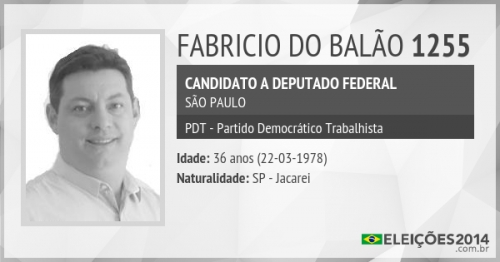 FABRICIO DO BALÃO 1255
CANDIDATO A DEPUTADO FEDERAL
SÃO PAULO
PDT - Partido Democrático Trabalhista
Idade: 36 anos (22-03-1978)
Naturalidade: SP - Jacarei
ELEIÇÕES2014
.com.br